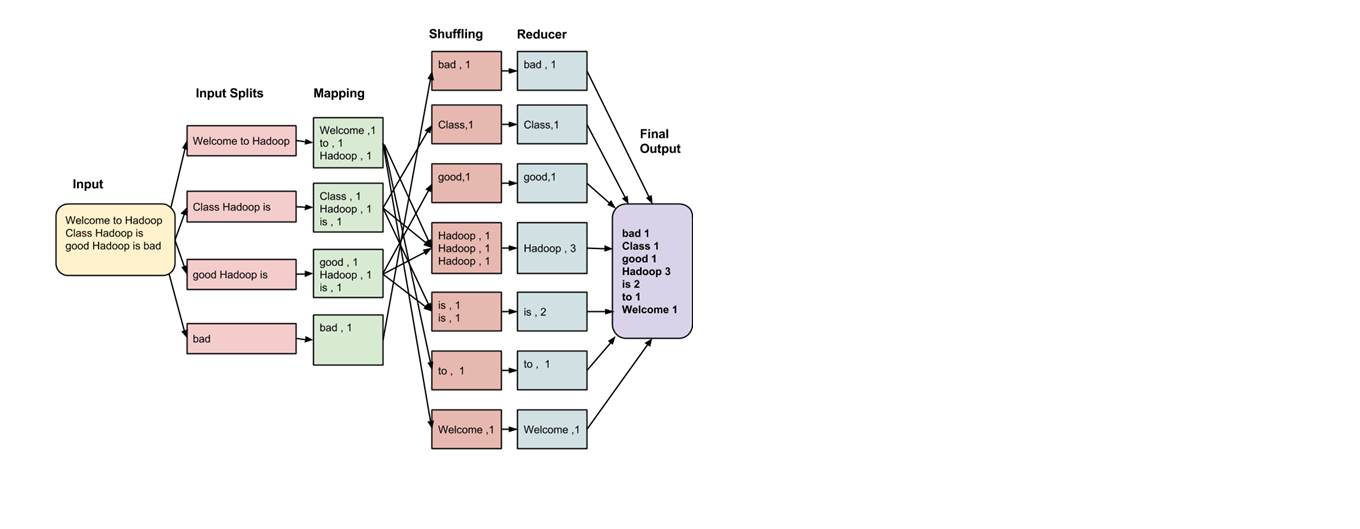 Input
Welcome to Hadoop
Class Hadoop is
good Hadoop is bad
Input Splits
Welcome to Hadoop
Class Hadoop is
good Hadoop is
bad
Mapping
Welcome ,1
to , 1
Hadoop , 1
Class , 1
Hadoop , 1
is , 1
good , 1
Hadoop , 1
is , 1
bad , 1
Shuffling
bad , 1
Class,1
good,1
Hadoop , 1
Hadoop , 1
Hadoop , 1
is , 1
is , 1
to , 1
Welcome ,1
Reducer
bad , 1
Class,1
good,1
Hadoop , 3
is , 2
to , 1
Welcome ,1
Final
Output
bad 1
Class 1
good 1
Hadoop 3
is 2
to 1
Welcome 1